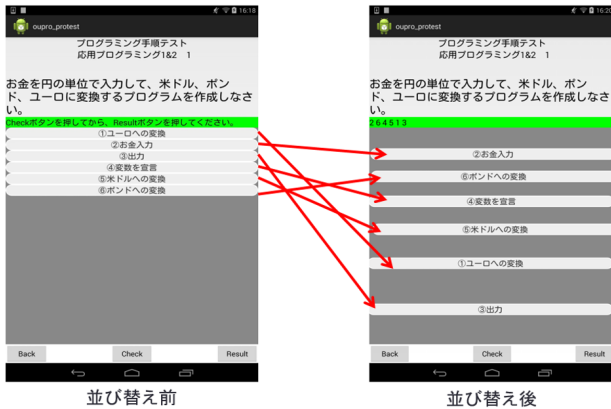 16:18
oupro_protest
プログラミング手順テスト
応用プログラミング1&2 1
お金を円の単位で入力して、米ドル、ポン
ド、ユーロに変換するプログラムを作成しなさ
い。
Checkボタンを押してから、Resultボタンを押してください。
①ユーロへの変換
②お金入力
③出力
④変数を宣言
⑤米ドルへの変換
⑥ポンドへの変換
Back Check Result
並び替え前
16:20
oupro_protest
プログラミング手順テスト
応用プログラミング1&2 1
お金を円の単位で入力して、米ドル、ポン
ド、ユーロに変換するプログラムを作成しなさ
い。
2 6 4 5 1 3
②お金入力
⑥ポンドへの変換
④変数を宣言
⑤米ドルへの変換
①ユーロへの変換
③出力
Back Check Result
並び替え後